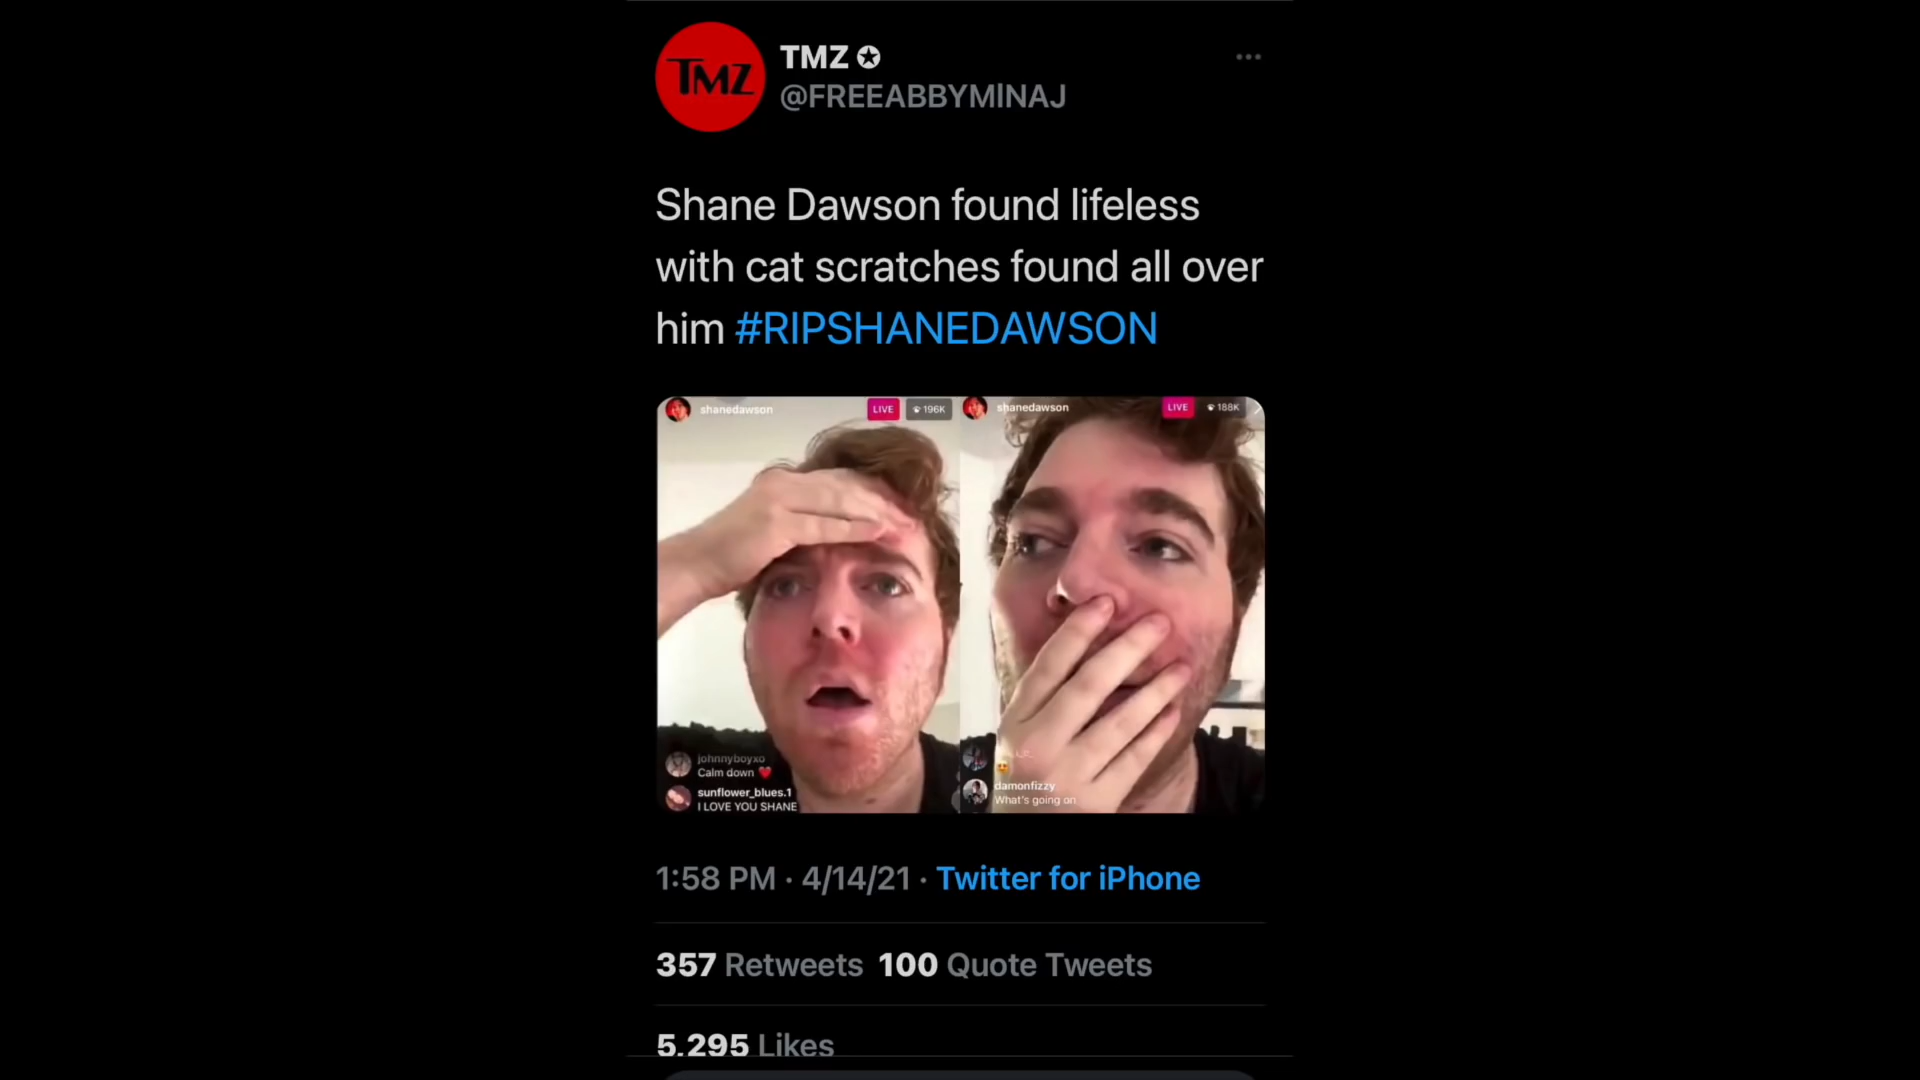 TMZ
TMZ ✪
@FREEABBYMlNAJ
Shane Dawson found lifeless
with cat scratches found all over
him #RIPSHANEDAWSON
shanedawson LIVE 196K
shanedawson LIVE 188K
johnnyboyxo
Calm down ❤️
sunflower_blues.1
I LOVE YOU SHANE
😍
damonfizzy
What's going on
1:58 PM · 4/14/21 · Twitter for iPhone
357 Retweets 100 Quote Tweets
5,295 Likes